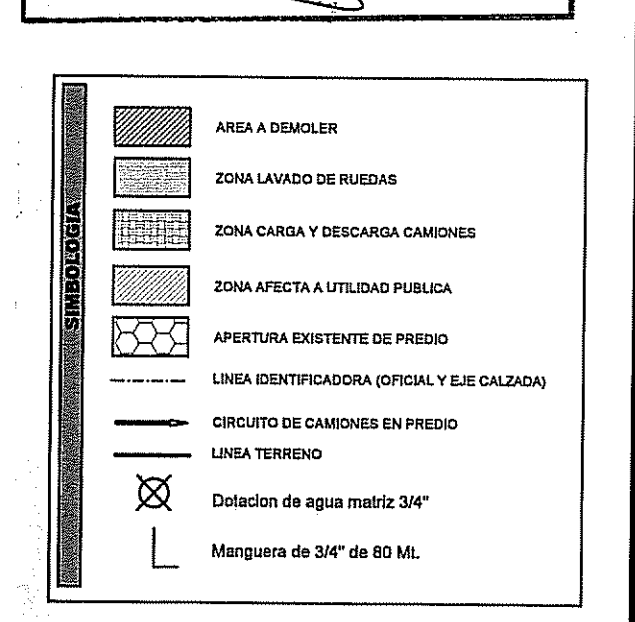 SIMBOLOGIA
AREA A DEMOLER
ZONA LAVADO DE RUEDAS
ZONA CARGA Y DESCARGA CAMIONES
ZONA AFECTA A UTILIDAD PUBLICA
APERTURA EXISTENTE DE PREDIO
LINEA IDENTIFICADORA (OFICIAL Y EJE CALZADA)
CIRCUITO DE CAMIONES EN PREDIO
LINEA TERRENO
Dotacion de agua matriz 3/4"
Manguera de 3/4" de 80 Mt.